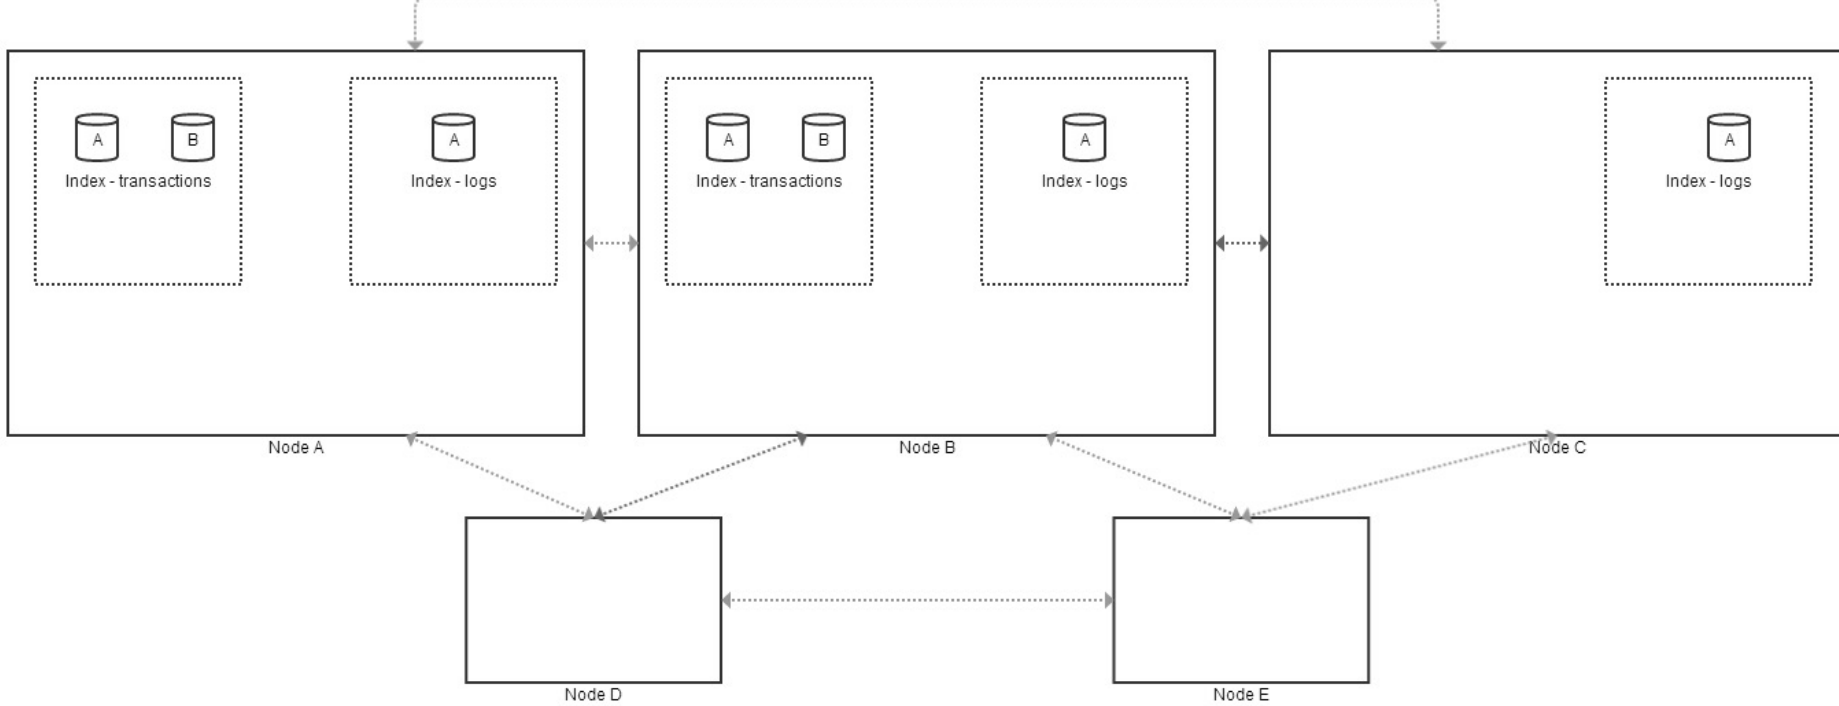 A B
Index - transactions
A
Index - logs
A B
Index - transactions
A
Index - logs
A
Index - logs
Node A
Node B
Node C
Node D
Node E